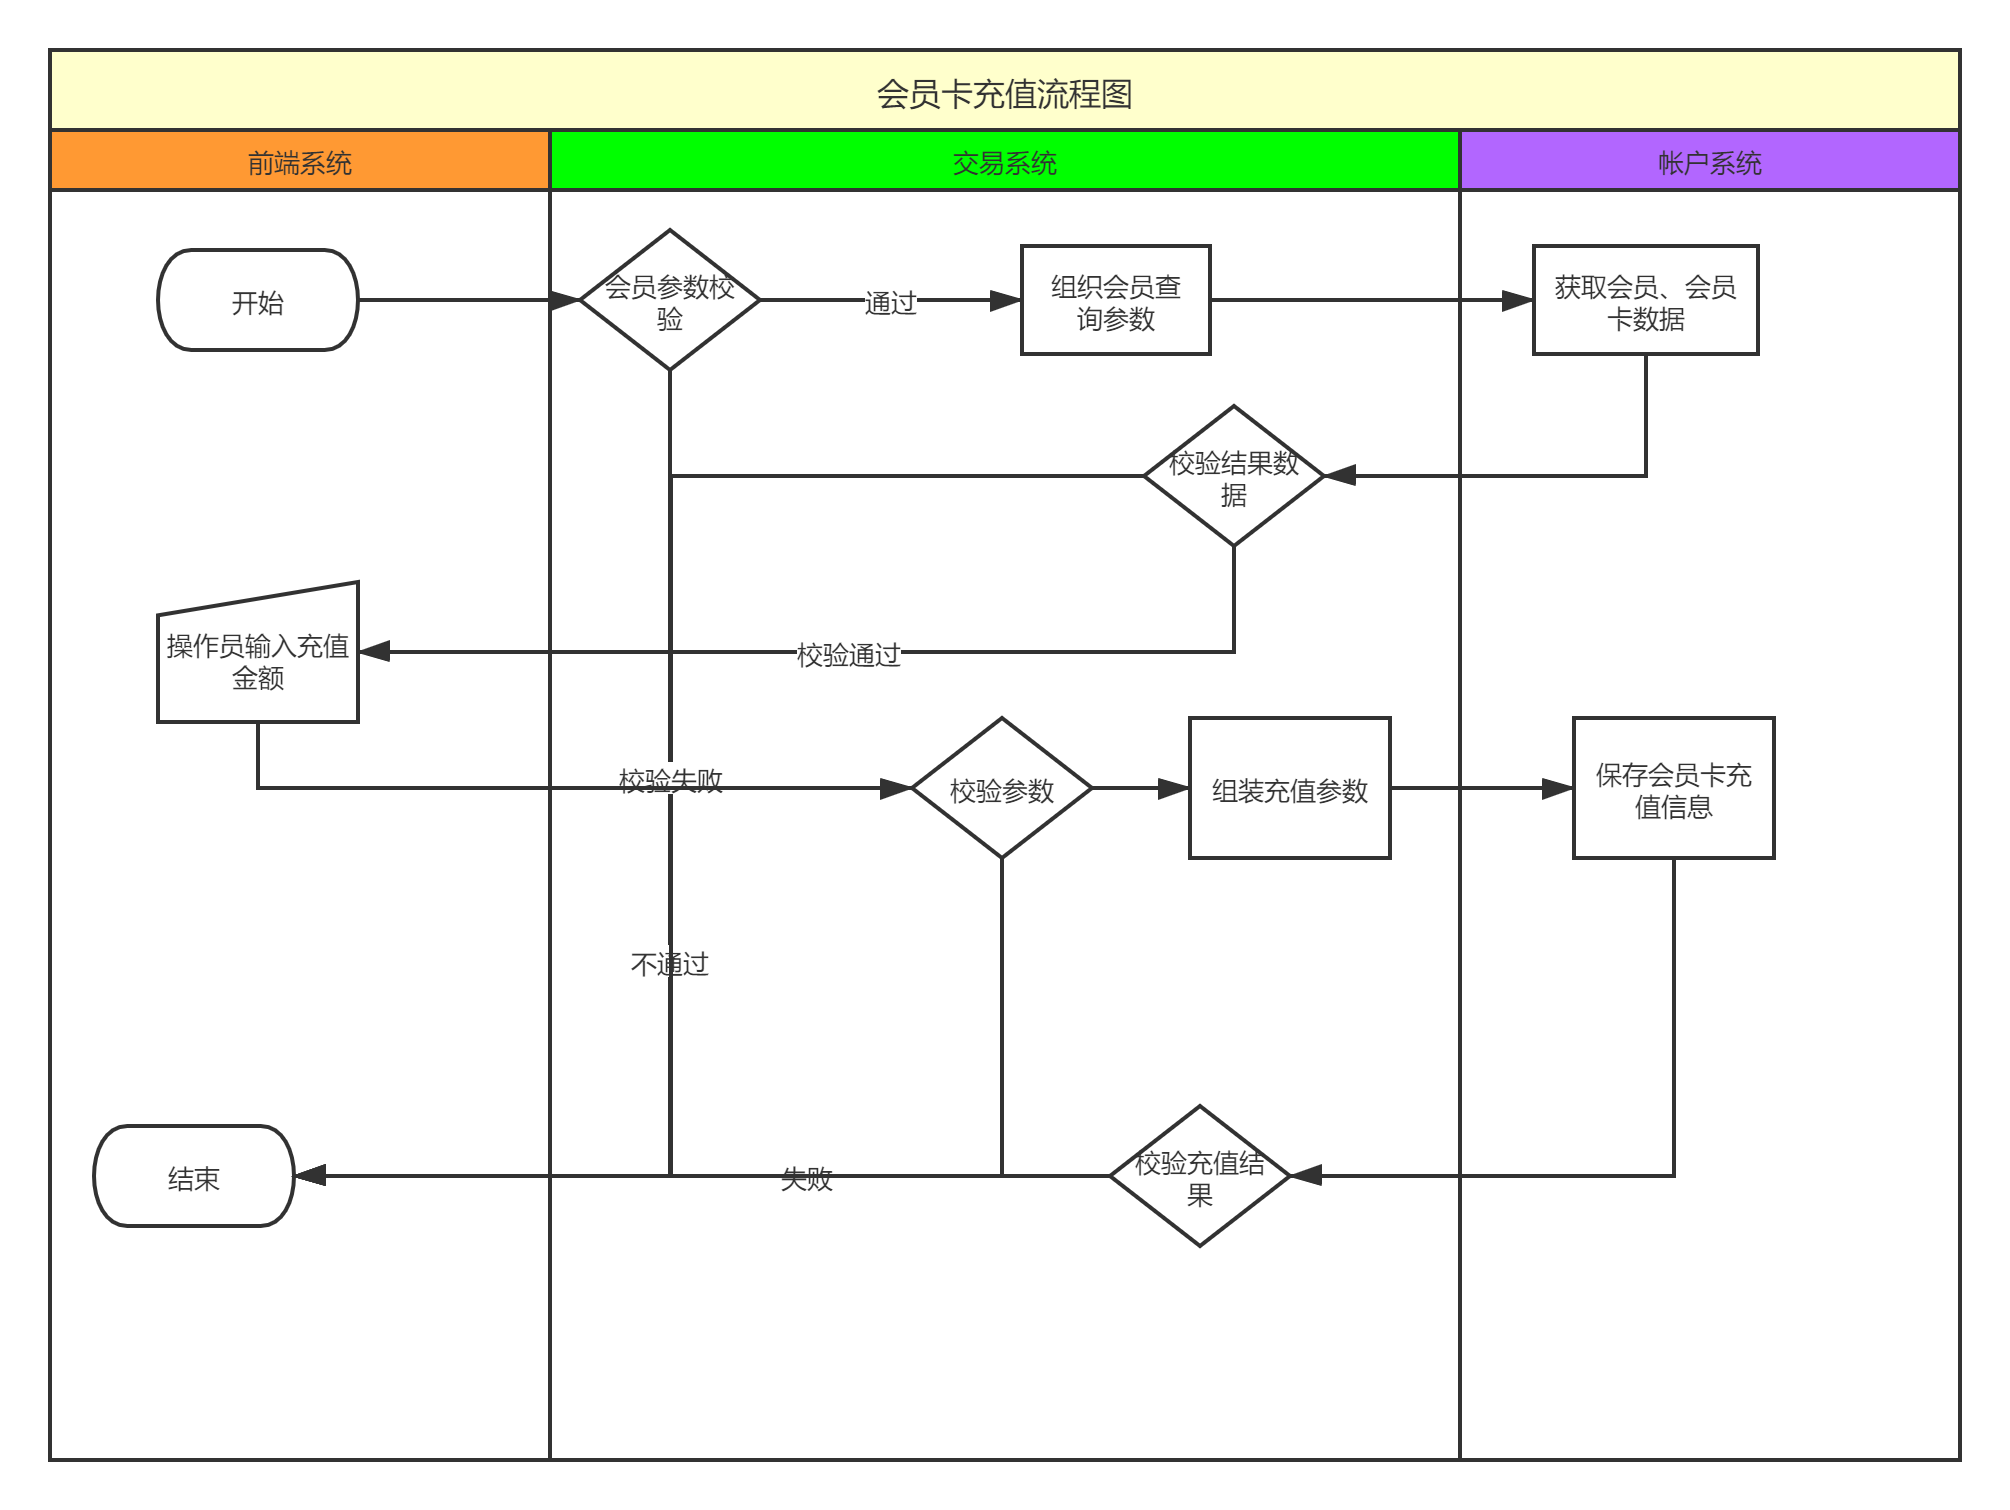 会员卡充值流程图
前端系统
交易系统
帐户系统
开始
会员参数校
验
通过
组织会员查
询参数
获取会员、会员
卡数据
校验结果数
据
操作员输入充值
金额
校验通过
校验失败
校验参数
组装充值参数
保存会员卡充
值信息
不通过
结束
失败
校验充值结
果